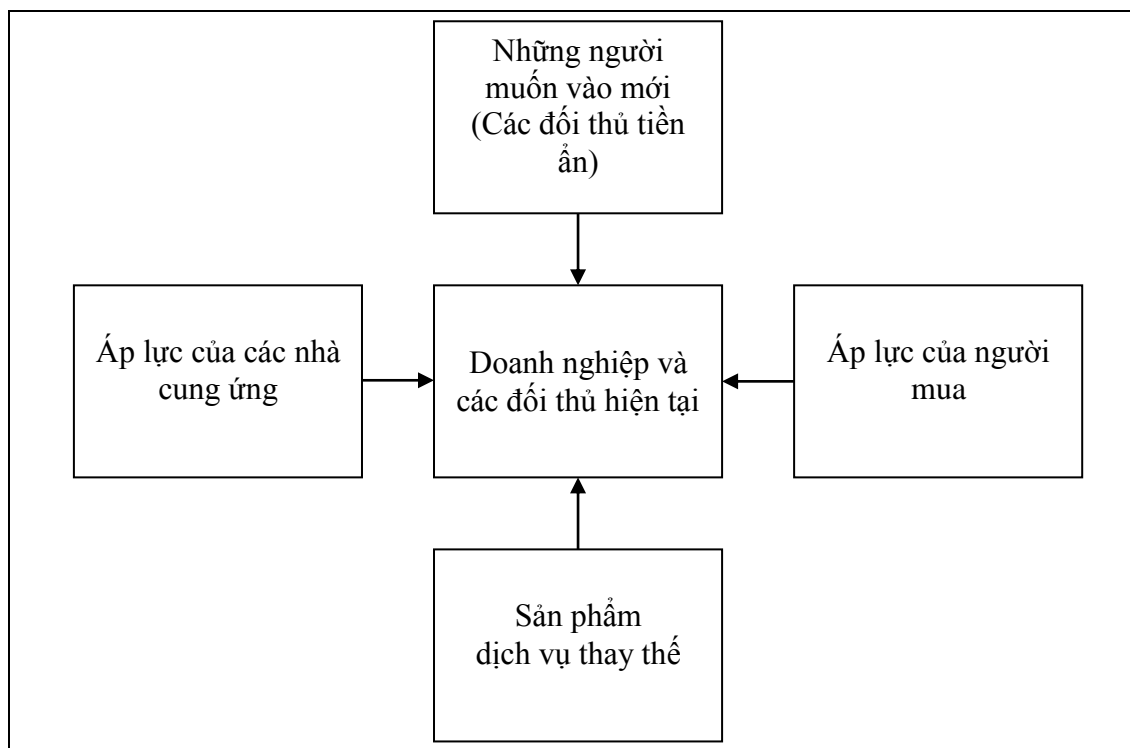 Những người
muốn vào mới
(Các đối thủ tiền
ẩn)
Áp lực của các nhà
cung ứng
Doanh nghiệp và
các đối thủ hiện tại
Áp lực của người
mua
Sản phẩm
dịch vụ thay thế